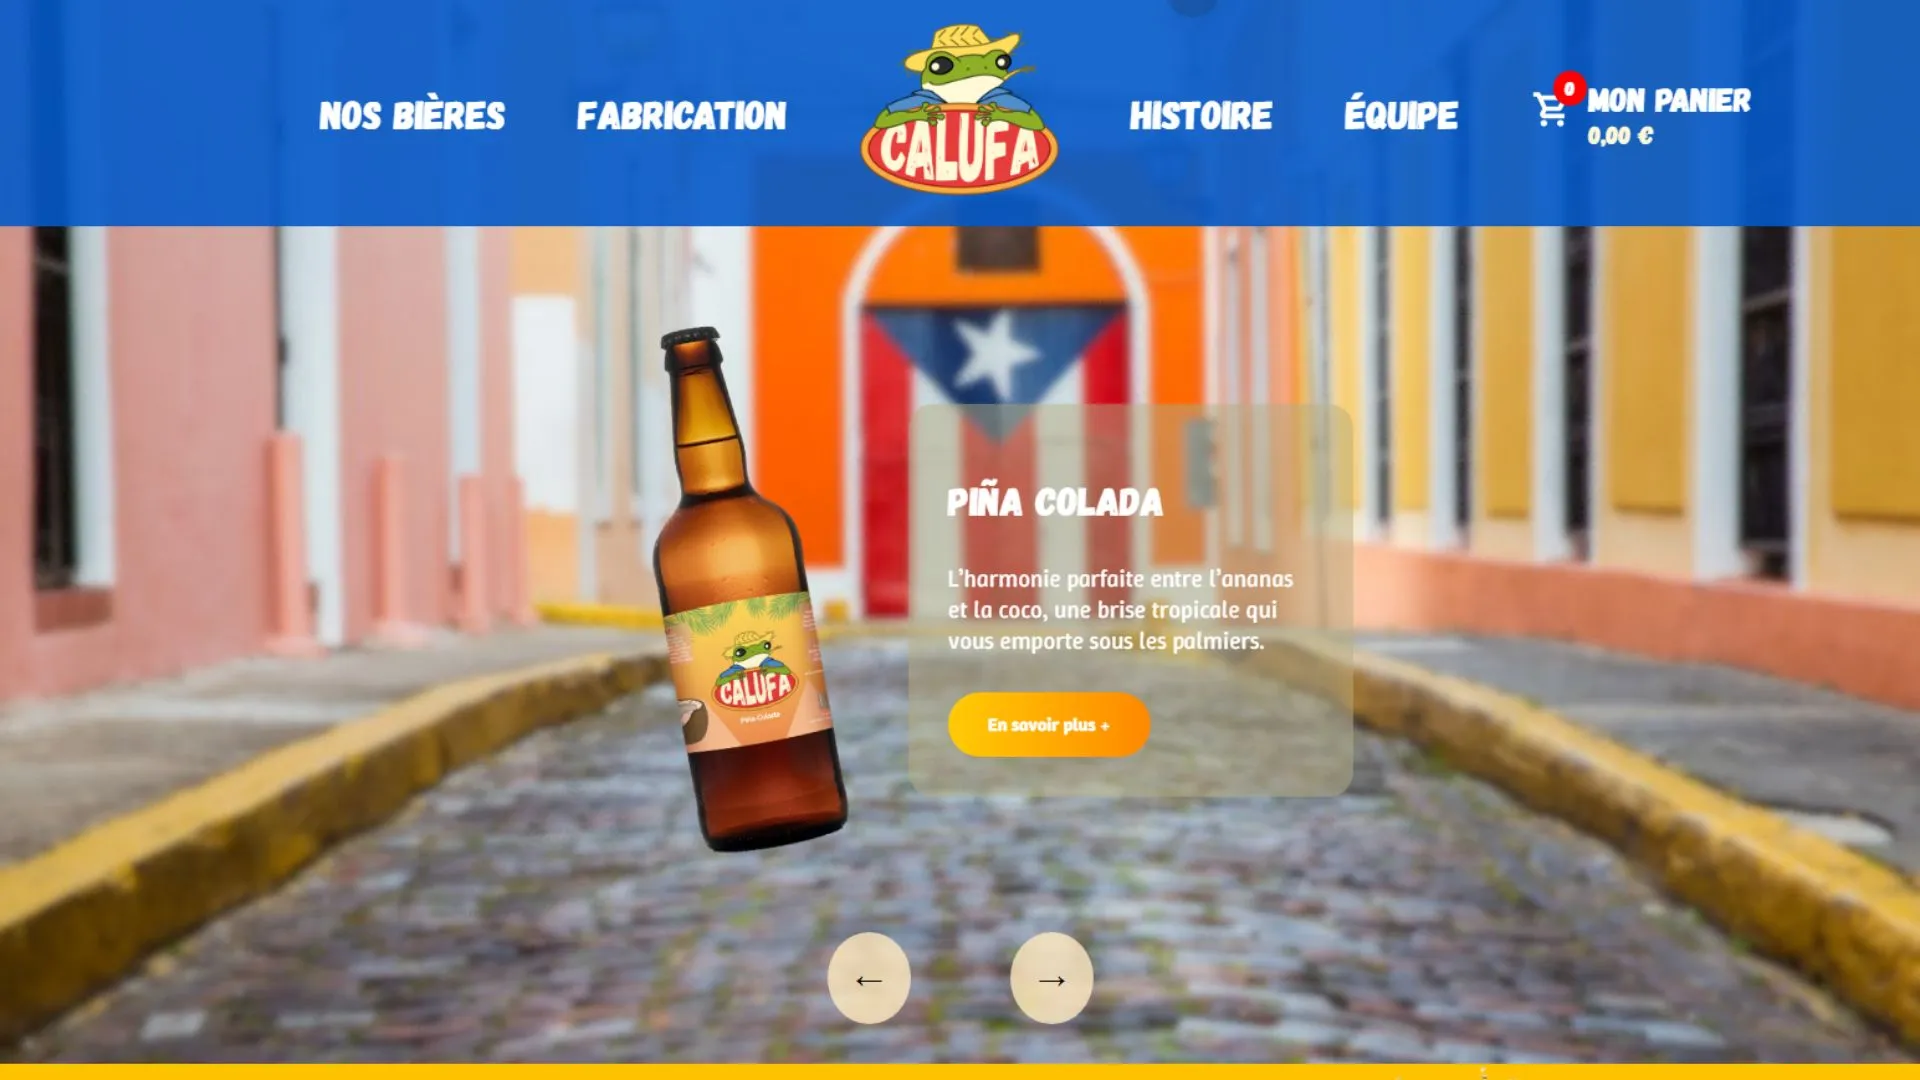 NOS BIÈRES
FABRICATION
CALUFA
HISTOIRE
ÉQUIPE
0
MON PANIER
0,00 €
PIÑA COLADA
L'harmonie parfaite entre l'ananas
et la coco, une brise tropicale qui
vous emporte sous les palmiers.
En savoir plus +
CALUFA
Piña Colada
← →